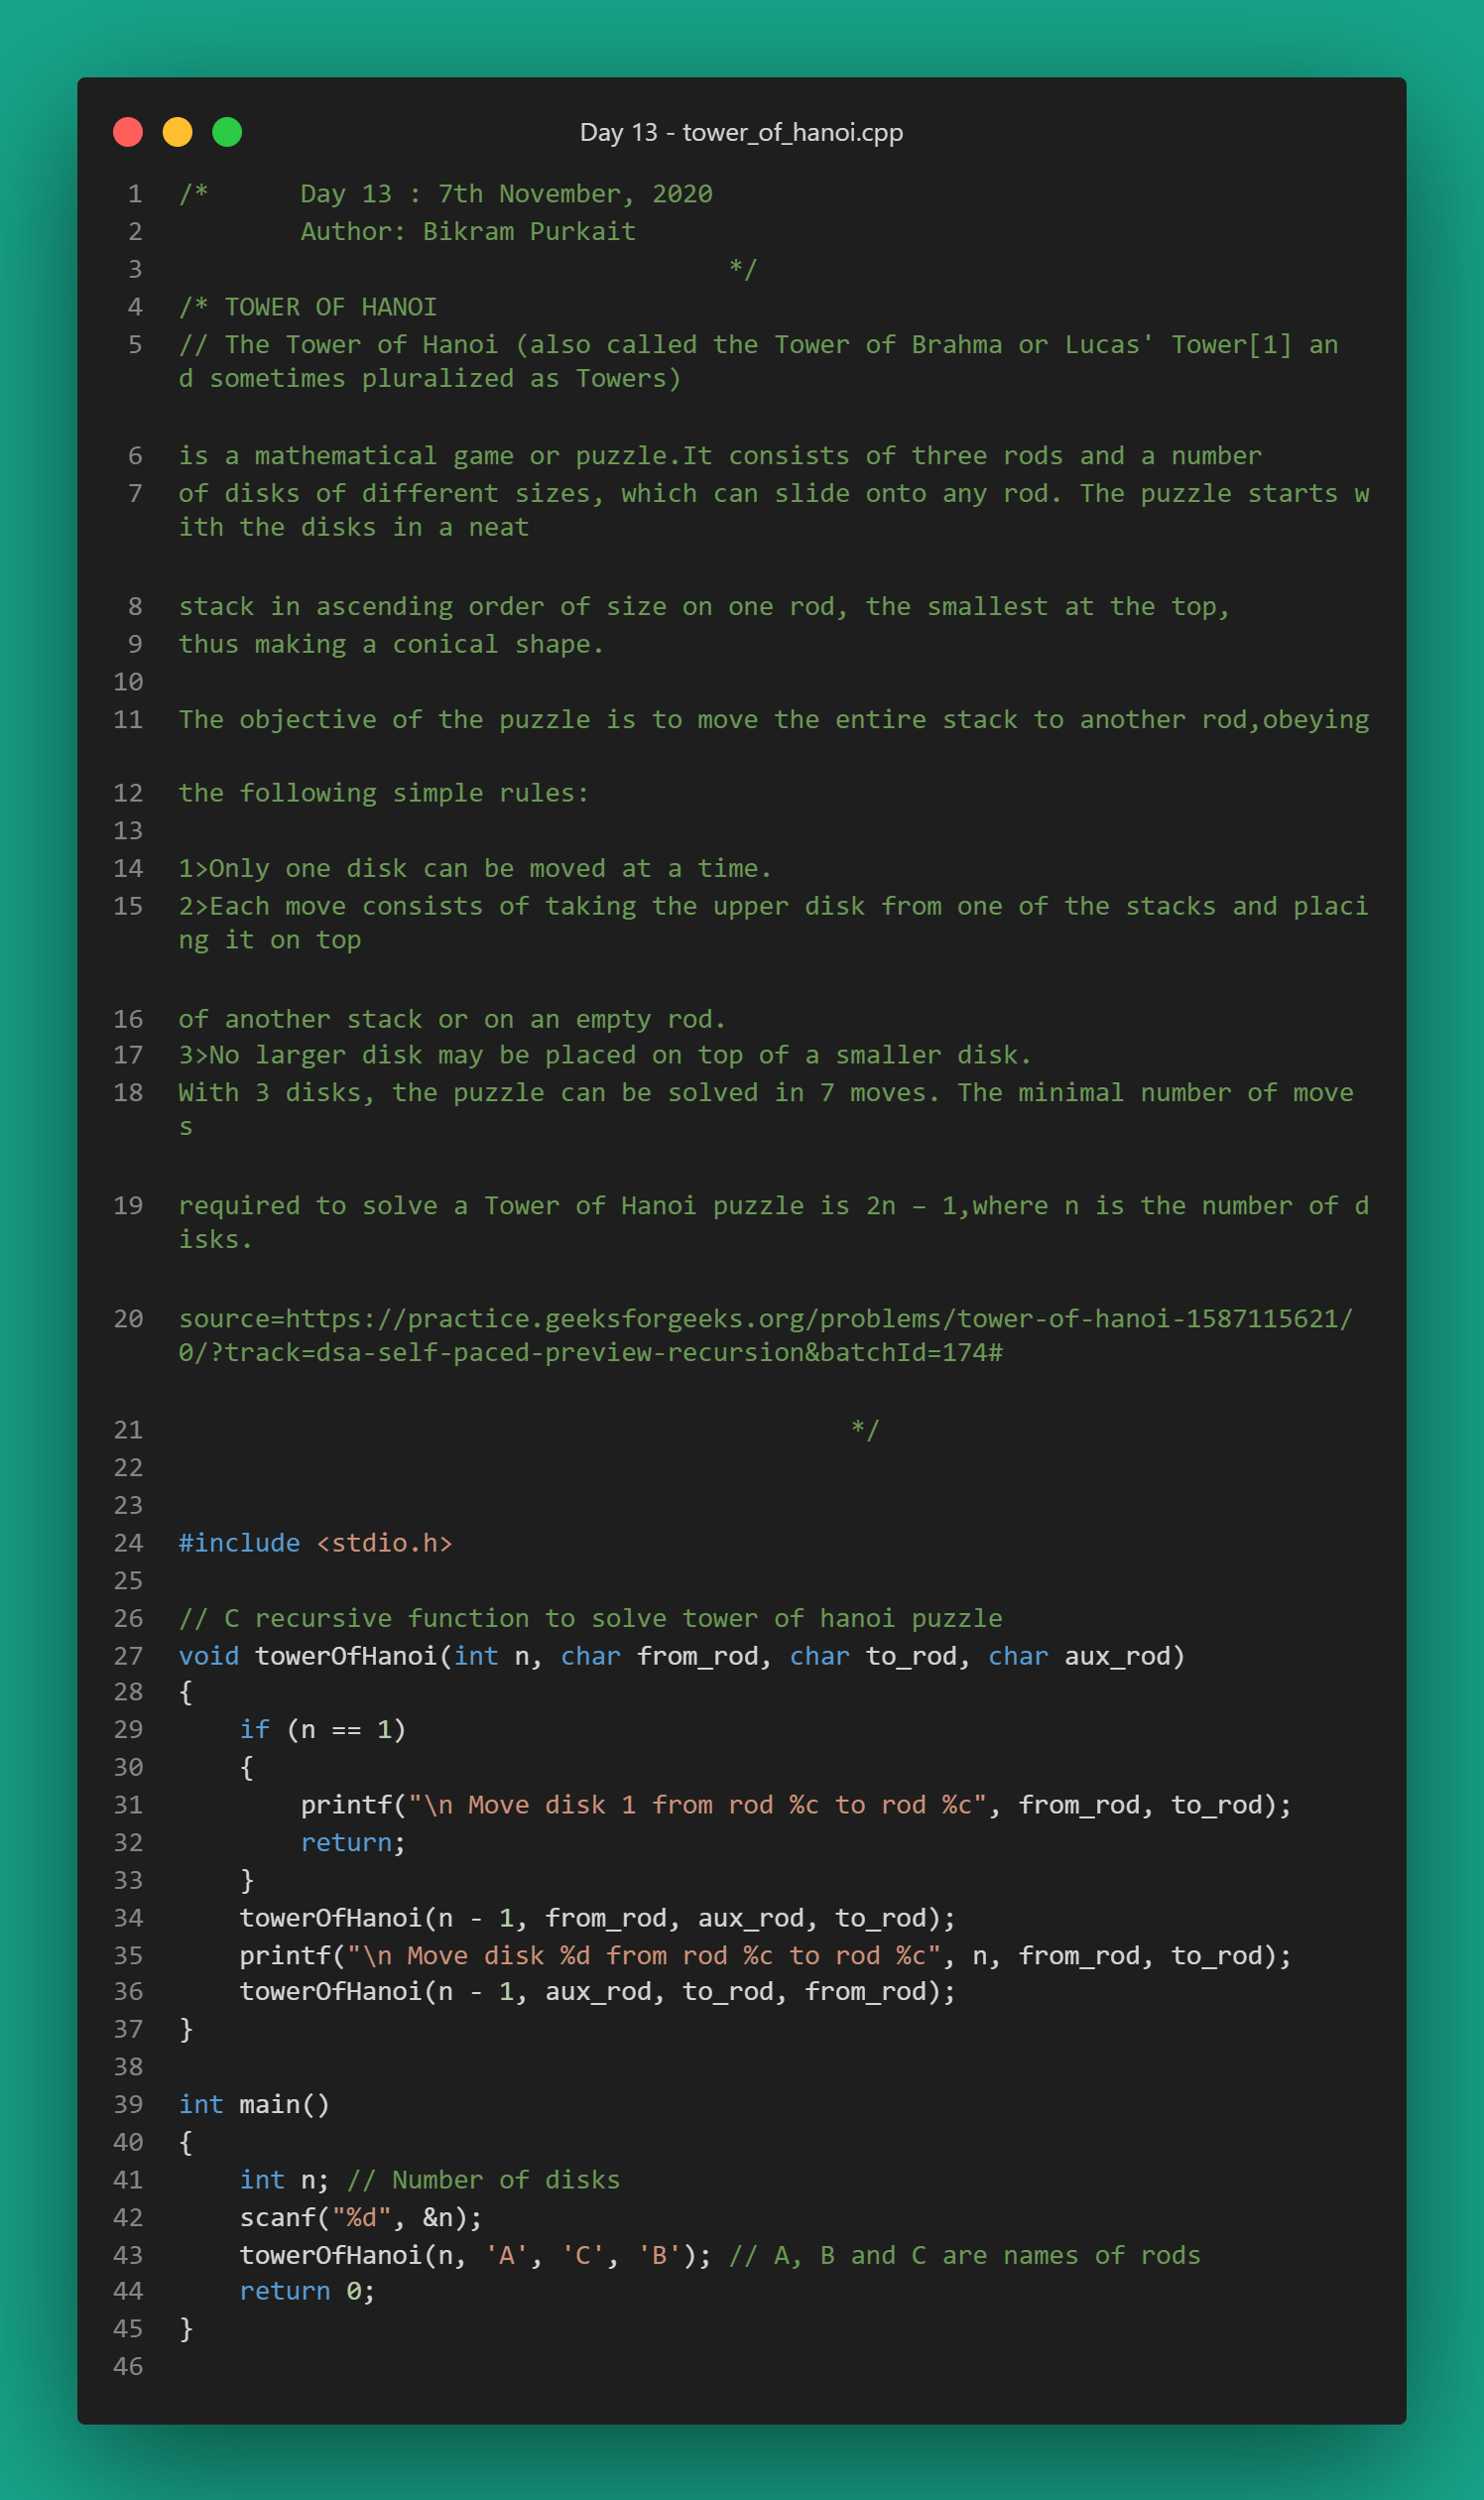 Day 13 - tower_of_hanoi.cpp
1 /*      Day 13 : 7th November, 2020
2         Author: Bikram Purkait
3                                     */
4 /* TOWER OF HANOI
5 // The Tower of Hanoi (also called the Tower of Brahma or Lucas' Tower[1] an
d sometimes pluralized as Towers)
6 is a mathematical game or puzzle.It consists of three rods and a number
7 of disks of different sizes, which can slide onto any rod. The puzzle starts w
ith the disks in a neat
8 stack in ascending order of size on one rod, the smallest at the top,
9 thus making a conical shape.
10
11 The objective of the puzzle is to move the entire stack to another rod,obeying
12 the following simple rules:
13
14 1>Only one disk can be moved at a time.
15 2>Each move consists of taking the upper disk from one of the stacks and placi
ng it on top
16 of another stack or on an empty rod.
17 3>No larger disk may be placed on top of a smaller disk.
18 With 3 disks, the puzzle can be solved in 7 moves. The minimal number of move
s
19 required to solve a Tower of Hanoi puzzle is 2n – 1,where n is the number of d
isks.
20 source=https://practice.geeksforgeeks.org/problems/tower-of-hanoi-1587115621/
0/?track=dsa-self-paced-preview-recursion&batchId=174#
21                                             */
22
23
24 #include <stdio.h>
25
26 // C recursive function to solve tower of hanoi puzzle
27 void towerOfHanoi(int n, char from_rod, char to_rod, char aux_rod)
28 {
29     if (n == 1)
30     {
31         printf("\n Move disk 1 from rod %c to rod %c", from_rod, to_rod);
32         return;
33     }
34     towerOfHanoi(n - 1, from_rod, aux_rod, to_rod);
35     printf("\n Move disk %d from rod %c to rod %c", n, from_rod, to_rod);
36     towerOfHanoi(n - 1, aux_rod, to_rod, from_rod);
37 }
38
39 int main()
40 {
41     int n; // Number of disks
42     scanf("%d", &n);
43     towerOfHanoi(n, 'A', 'C', 'B'); // A, B and C are names of rods
44     return 0;
45 }
46